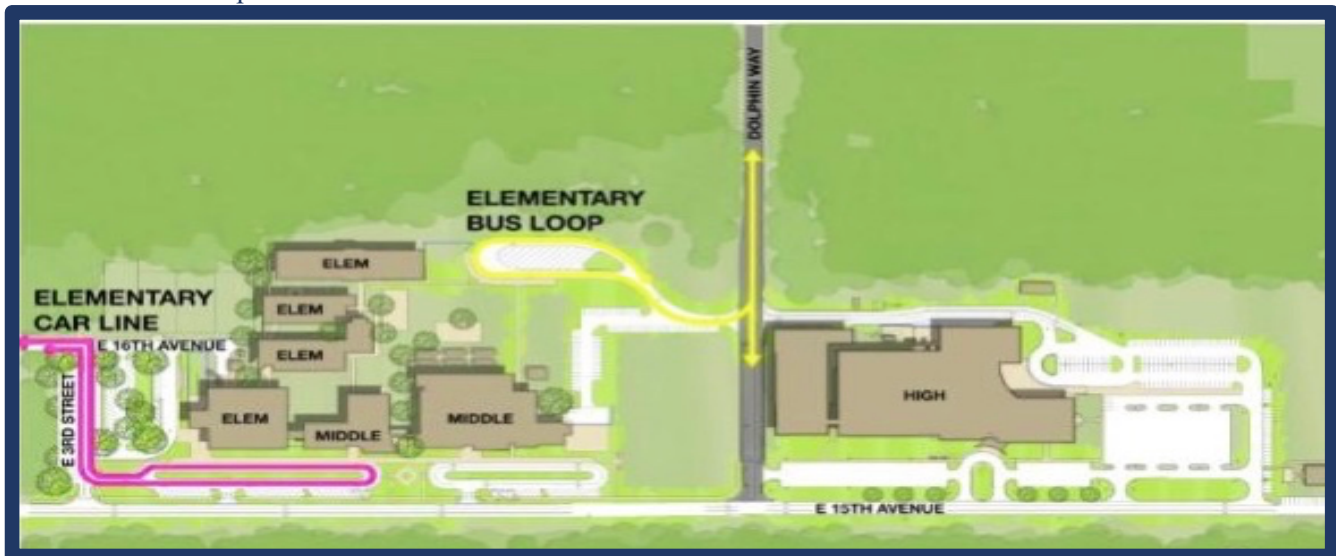 DOLPHIN WAY
ELEMENTARY
BUS LOOP
ELEM
ELEMENTARY
CAR LINE
ELEM
E 16TH AVENUE
ELEM
E 3RD STREET
ELEM
MIDDLE
MIDDLE
HIGH
E 15TH AVENUE